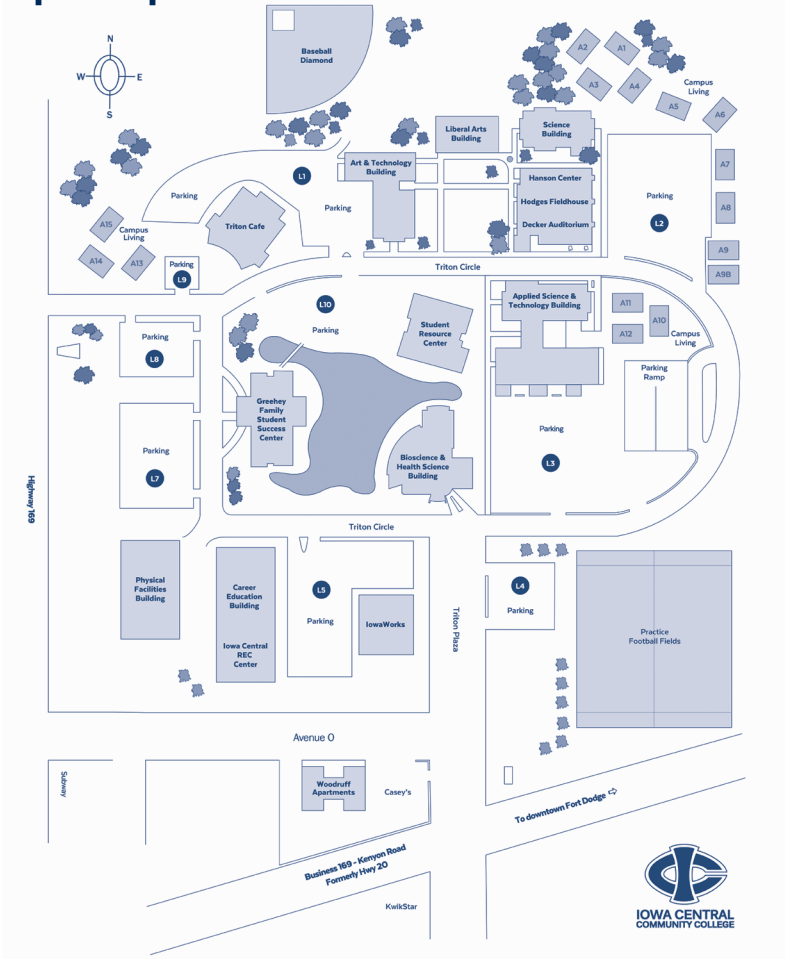 N
W
E
S
Baseball
Diamond
A2
A1
A3
A4
Campus
Living
A5
A6
Liberal Arts
Building
Science
Building
Art & Technology
Building
L1
Parking
Parking
Triton Cafe
Hanson Center
Hodges Fieldhouse
Decker Auditorium
Parking
L2
A7
A8
A9
A9B
A15
Campus
Living
A14
A13
Parking
L9
Triton Circle
L10
Parking
Student
Resource
Center
Applied Science &
Technology Building
A11
A10
A12
Campus
Living
Parking
L8
Parking
Ramp
Greehey
Family
Student
Success
Center
Parking
L7
Bioscience &
Health Science
Building
Parking
L3
Highway 169
Triton Circle
Physical
Facilities
Building
Career
Education
Building
Iowa Central
REC
Center
L5
Parking
IowaWorks
Triton Plaza
L4
Parking
Practice
Football Fields
Avenue O
Subway
Woodruff
Apartments
Casey's
To downtown Fort Dodge
Business 169 - Kenyon Road
Formerly Hwy 20
KwikStar
IOWA CENTRAL
COMMUNITY COLLEGE